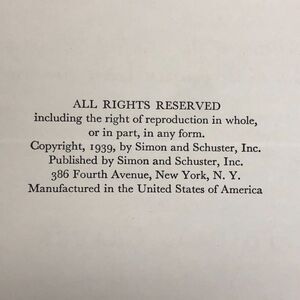 ALL RIGHTS RESERVED
including the right of reproduction in whole,
or in part, in any form.
Copyright, 1939, by Simon and Schuster, Inc.
Published by Simon and Schuster, Inc.
386 Fourth Avenue, New York, N. Y.
Manufactured in the United States of America